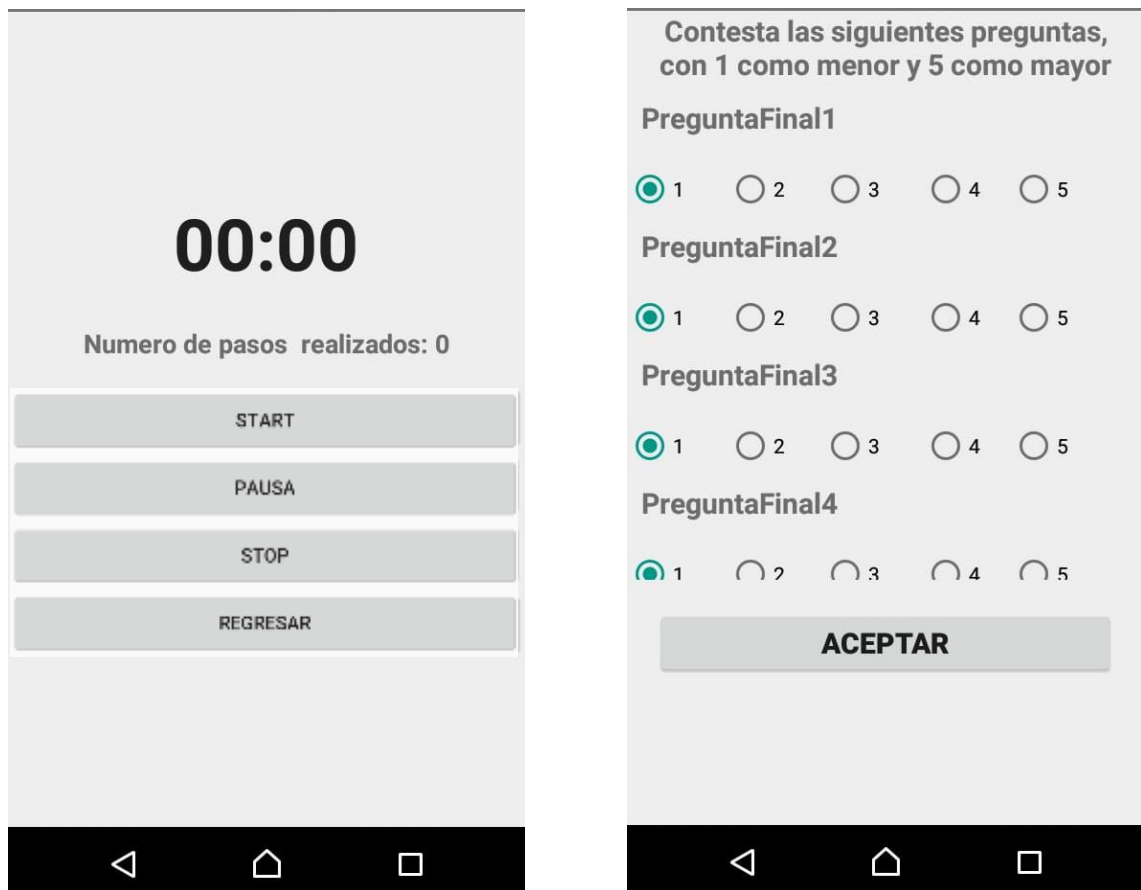 00:00
Numero de pasos  realizados: 0
START
PAUSA
STOP
REGRESAR
Contesta las siguientes preguntas,
con 1 como menor y 5 como mayor
PreguntaFinal1
1 2 3 4 5
PreguntaFinal2
1 2 3 4 5
PreguntaFinal3
1 2 3 4 5
PreguntaFinal4
1 2 3 4 5
ACEPTAR